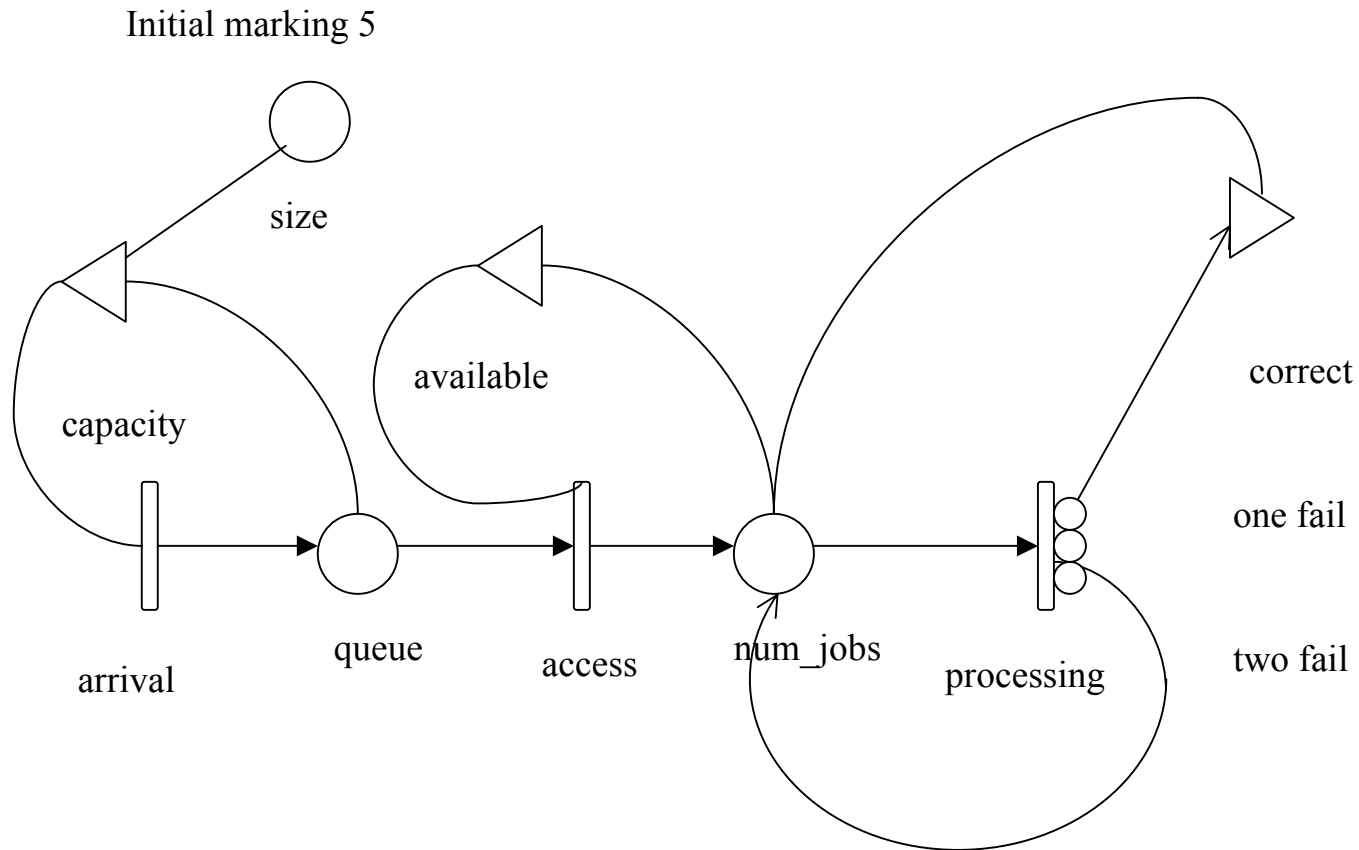 Initial marking 5
size
available
correct
capacity
one fail
queue
access
num_jobs
two fail
arrival
processing